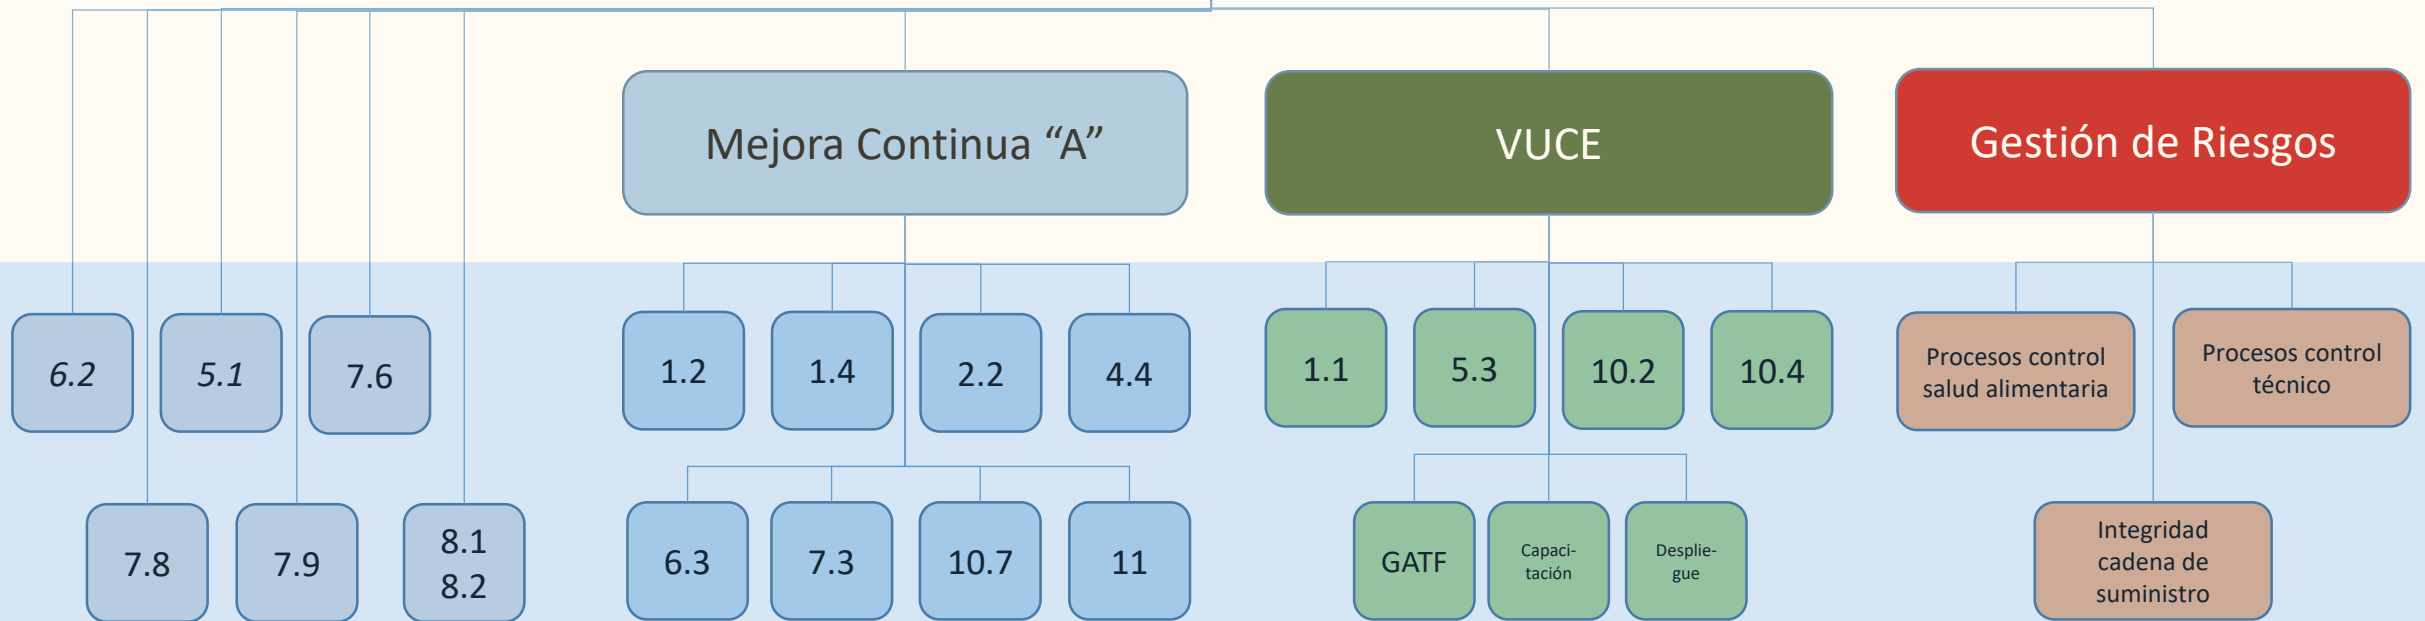 Mejora Continua “A”
VUCE
Gestión de Riesgos
6.2
5.1
7.6
1.2
1.4
2.2
4.4
1.1
5.3
10.2
10.4
Procesos control
salud alimentaria
Procesos control
técnico
7.8
7.9
8.1
8.2
6.3
7.3
10.7
11
GATF
Capaci-
tación
Desplie-
gue
Integridad
cadena de
suministro